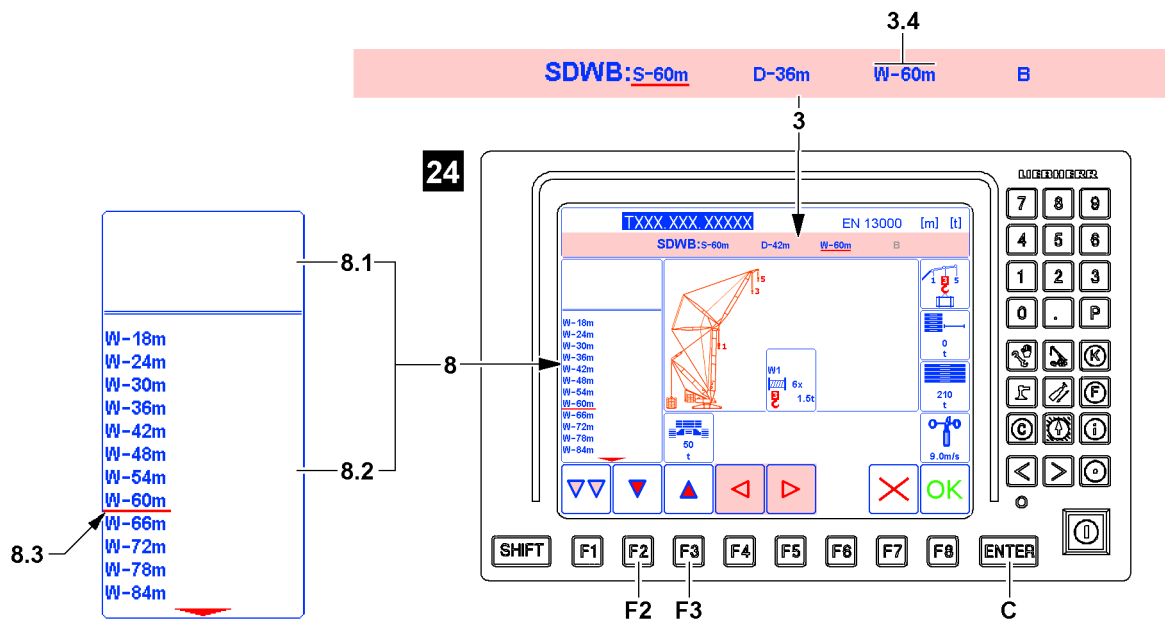 3.4
SDWB: S-60m D-36m W-60m B
3
24
LIEBHERR
TXXX.XXX.XXXXX EN 13000 [m] [t]
SDWB: S-60m D-42m W-60m B
7 8 9
4 5 6
1 2 3
0 . P
K
F
C i
8.1
8
8.2
8.3
W-18m
W-24m
W-30m
W-36m
W-42m
W-48m
W-54m
W-60m
W-66m
W-72m
W-78m
W-84m
W-18m
W-24m
W-30m
W-36m
W-42m
W-48m
W-54m
W-60m
W-66m
W-72m
W-78m
W-84m
5
3
1
W1
6x
3 1.5t
50
t
1 3 5
0
t
210
t
9.0m/s
OK
SHIFT F1 F2 F3 F4 F5 F6 F7 F8 ENTER
F2 F3 C